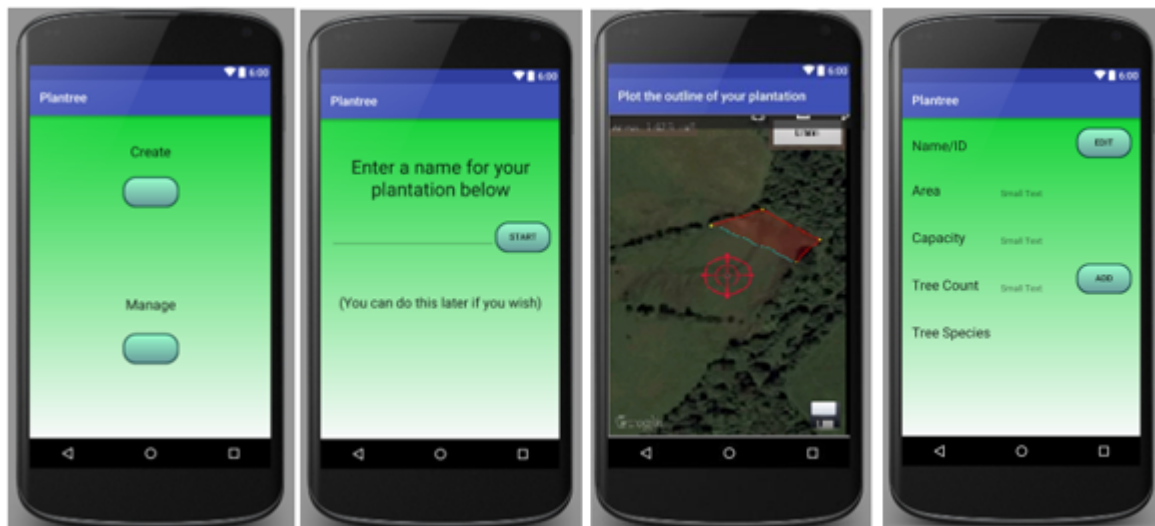 6:00
Plantree
Create
Manage
6:00
Plantree
Enter a name for your
plantation below
START
(You can do this later if you wish)
6:00
Plot the outline of your plantation
Google
6:00
Plantree
Name/ID
EDIT
Area
Small Text
Capacity
Small Text
Tree Count
Small Text
ADD
Tree Species